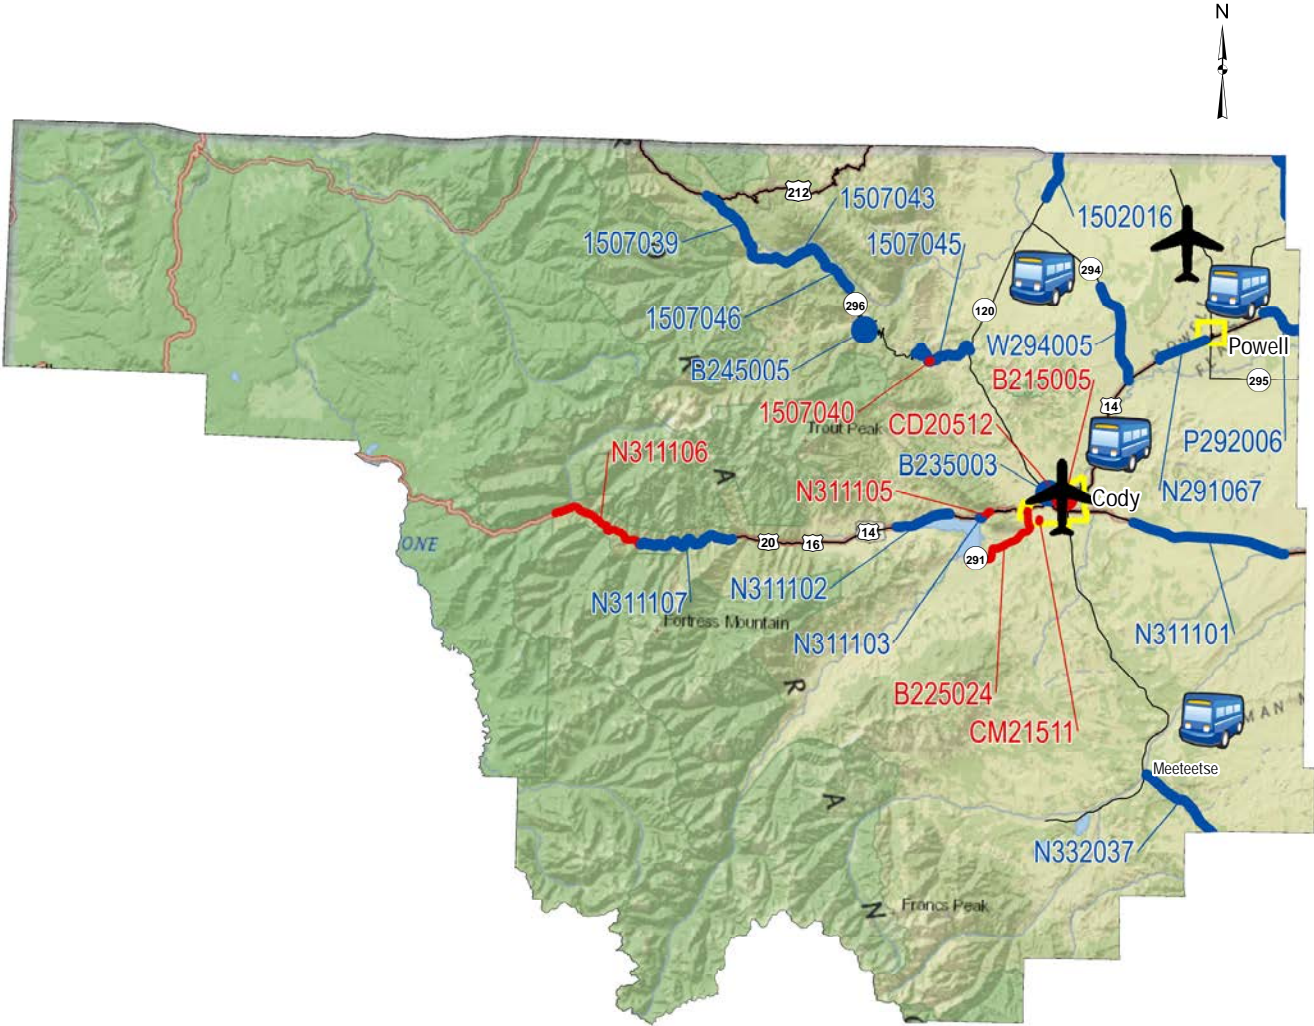 N
212
1507043
1502016
1507039
1507045
294
296
120
1507046
W294005
B245005
Powell
B215005
295
14
1507040
CD20512
Trout Peak
P292006
N311106
B235003
A
N311105
N291067
Cody
14
ONE
20
16
291
N311107
N311102
Fortress Mountain
N311101
N311103
R
B225024
MAN
CM21511
Meeteetse
A
N332037
N
Francs Peak